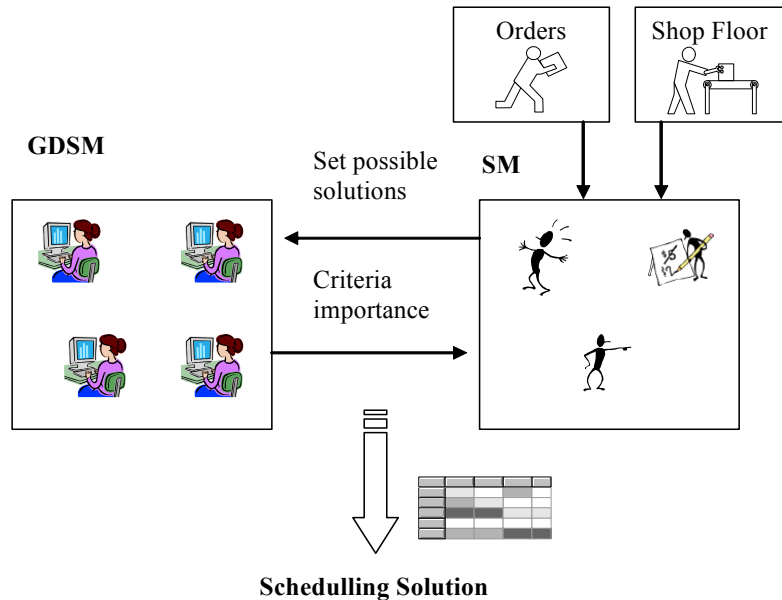 Orders
Shop Floor
GDSM
Set possible
solutions
SM
Criteria
importance
Schedulling Solution